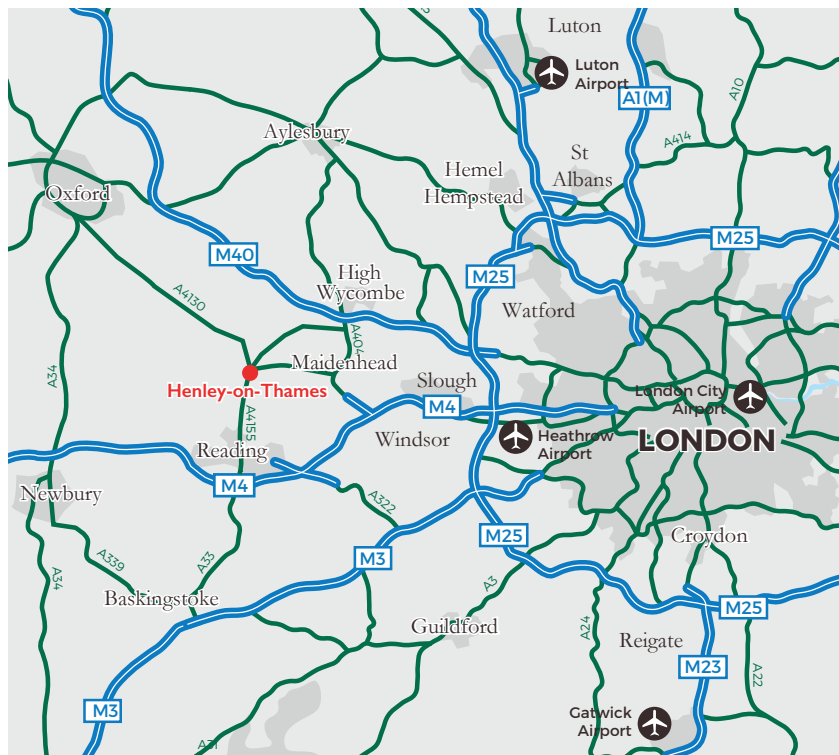 Luton
Luton
Airport
A1(M)
A10
Aylesbury
A414
St
Albans
Hemel
Hempstead
Oxford
M40
M25
M25
High
Wycombe
Watford
A4130
A404
Maidenhead
A34
Henley-on-Thames
Slough
London City
Airport
M4
A4155
Windsor
Heathrow
Airport
LONDON
Reading
M4
Newbury
A322
M25
Croydon
M3
A339
A33
A34
A3
Baskingstoke
M25
Guildford
A24
Reigate
M23
A22
M3
Gatwick
Airport
A31